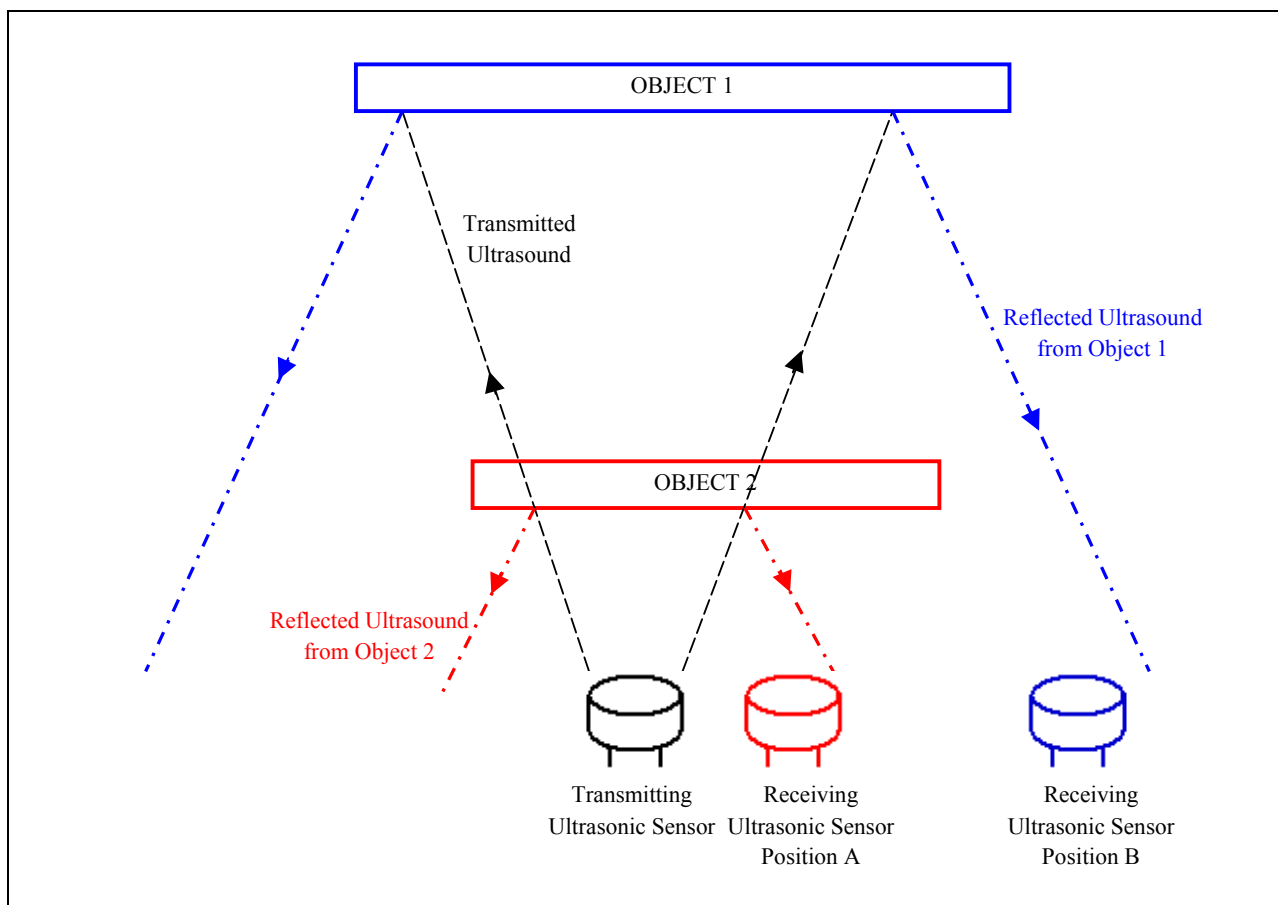 OBJECT 1
Transmitted
Ultrasound
Reflected Ultrasound
from Object 1
OBJECT 2
Reflected Ultrasound
from Object 2
Transmitting
Ultrasonic Sensor
Receiving
Ultrasonic Sensor
Position A
Receiving
Ultrasonic Sensor
Position B